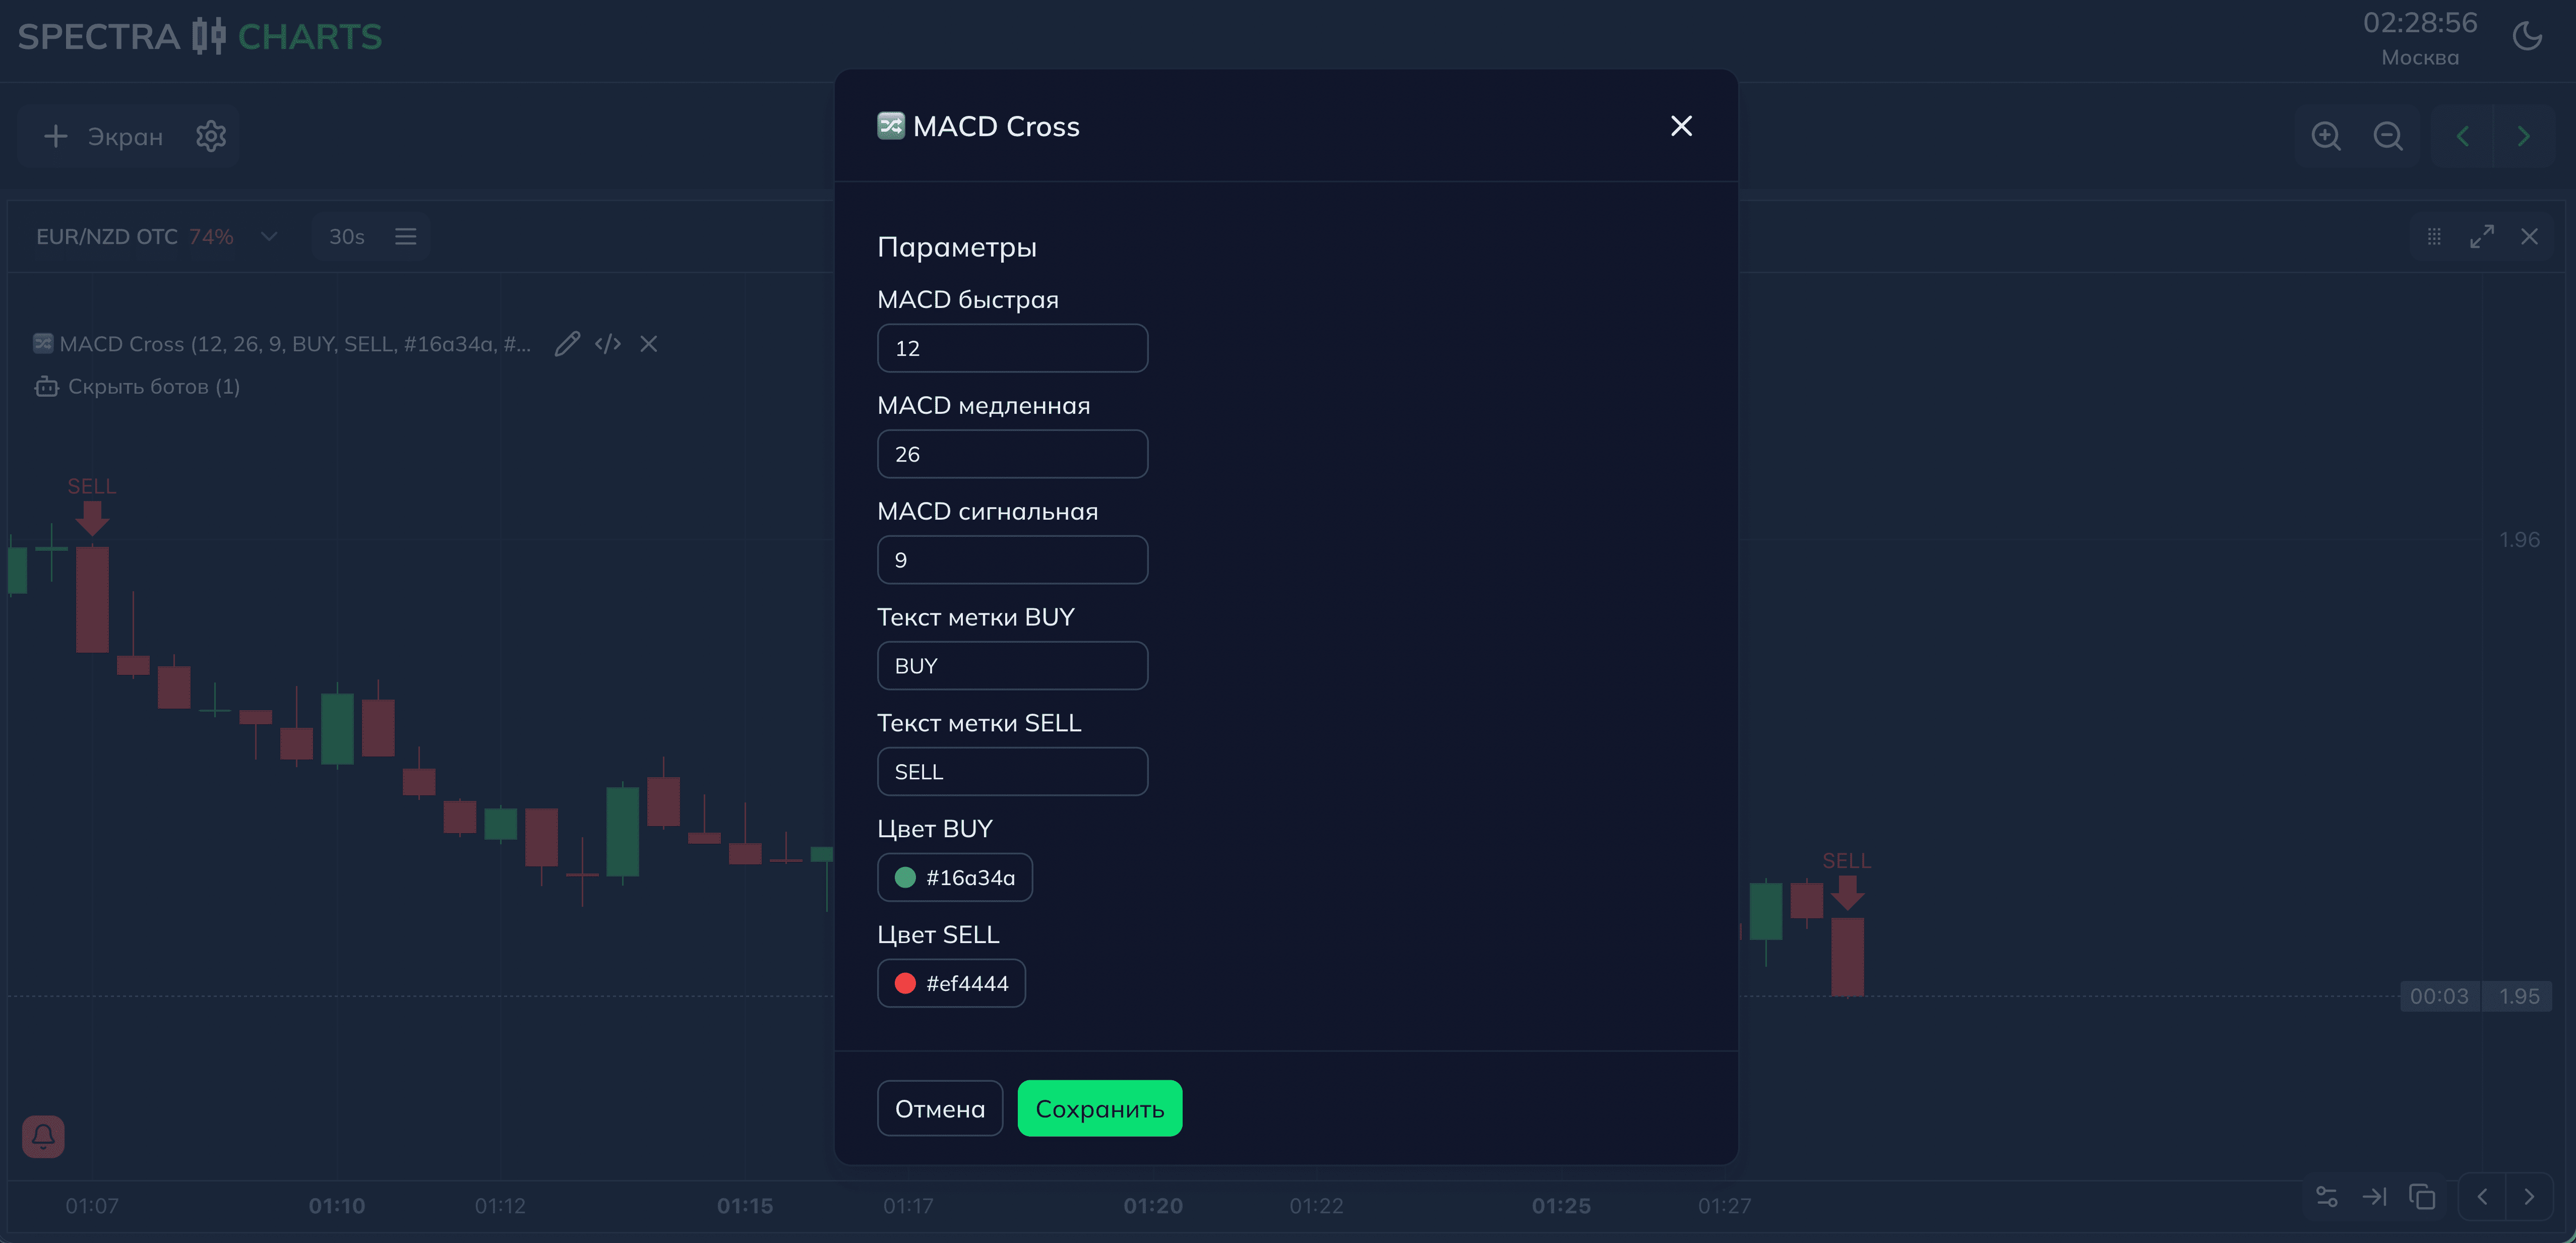 SPECTRA CHARTS
02:28:56
Москва
Экран
MACD Cross
EUR/NZD OTC 74%
30s
Параметры
MACD быстрая
12
MACD Cross (12, 26, 9, BUY, SELL, #16a34a, #...
Скрыть ботов (1)
MACD медленная
26
SELL
MACD сигнальная
9
1.96
Текст метки BUY
BUY
Текст метки SELL
SELL
Цвет BUY
#16a34a
SELL
Цвет SELL
#ef4444
00:03 1.95
Отмена Сохранить
01:07 01:10 01:12 01:15 01:17 01:20 01:22 01:25 01:27